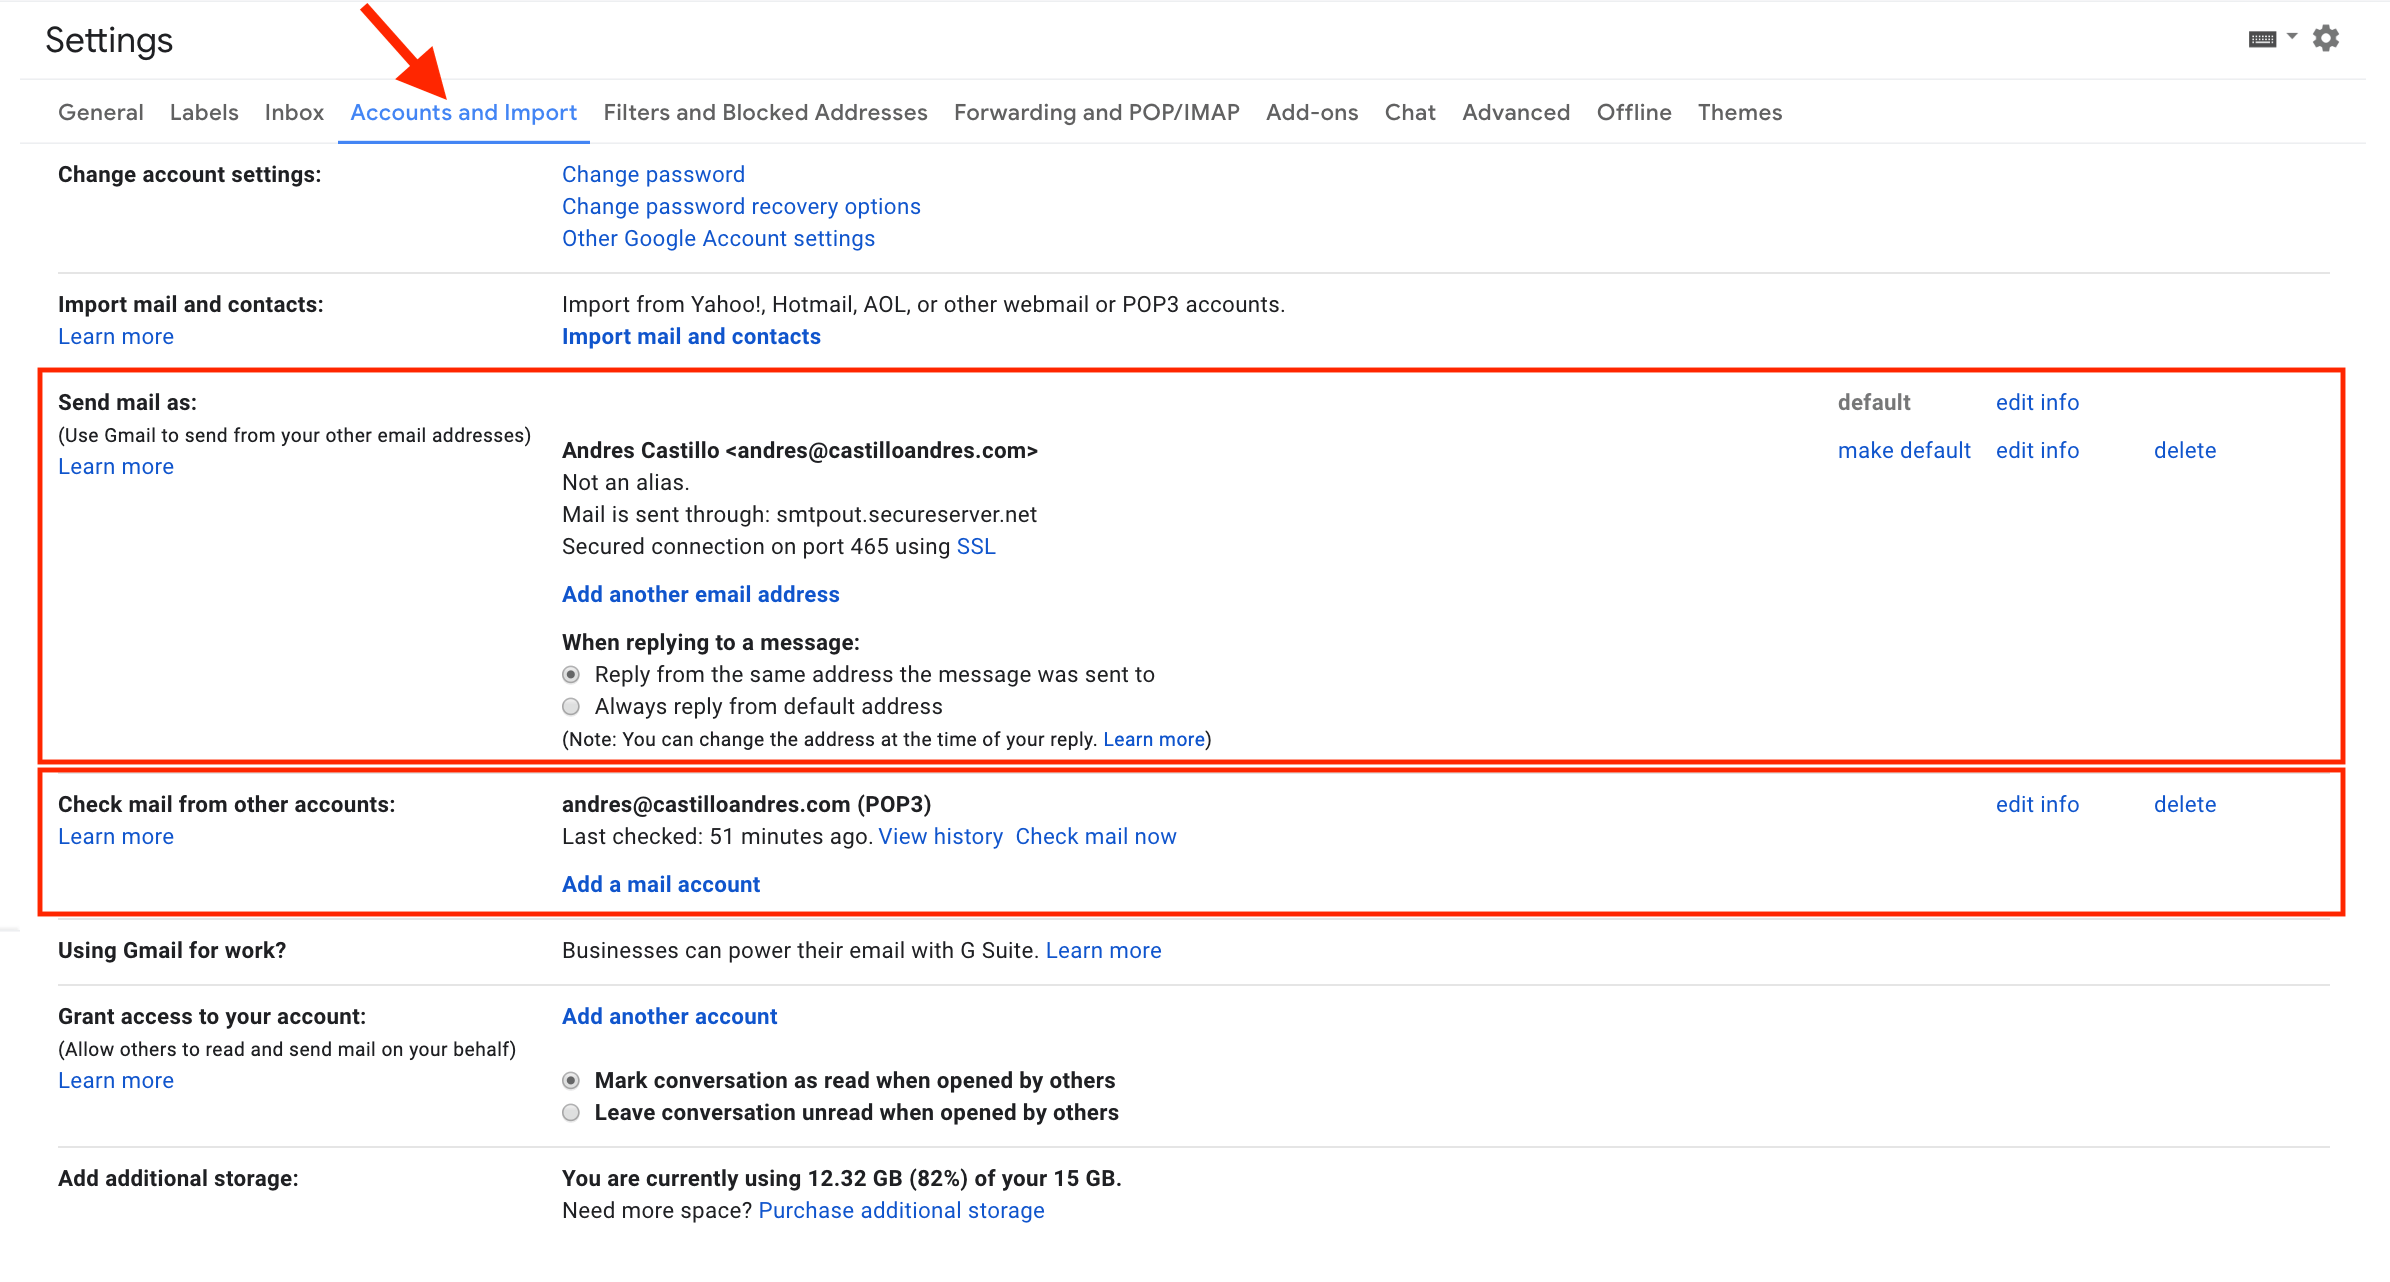 Settings
General Labels Inbox Accounts and Import Filters and Blocked Addresses Forwarding and POP/IMAP Add-ons Chat Advanced Offline Themes
Change account settings:
Change password
Change password recovery options
Other Google Account settings
Import mail and contacts:
Learn more
Import from Yahoo!, Hotmail, AOL, or other webmail or POP3 accounts.
Import mail and contacts
Send mail as:
(Use Gmail to send from your other email addresses)
Learn more
default edit info
Andres Castillo <andres@castilloandres.com> make default edit info delete
Not an alias.
Mail is sent through: smtpout.secureserver.net
Secured connection on port 465 using SSL
Add another email address
When replying to a message:
Reply from the same address the message was sent to
Always reply from default address
(Note: You can change the address at the time of your reply. Learn more)
Check mail from other accounts:
Learn more
andres@castilloandres.com (POP3) edit info delete
Last checked: 51 minutes ago. View history Check mail now
Add a mail account
Using Gmail for work? Businesses can power their email with G Suite. Learn more
Grant access to your account:
(Allow others to read and send mail on your behalf)
Learn more
Add another account
Mark conversation as read when opened by others
Leave conversation unread when opened by others
Add additional storage: You are currently using 12.32 GB (82%) of your 15 GB.
Need more space? Purchase additional storage